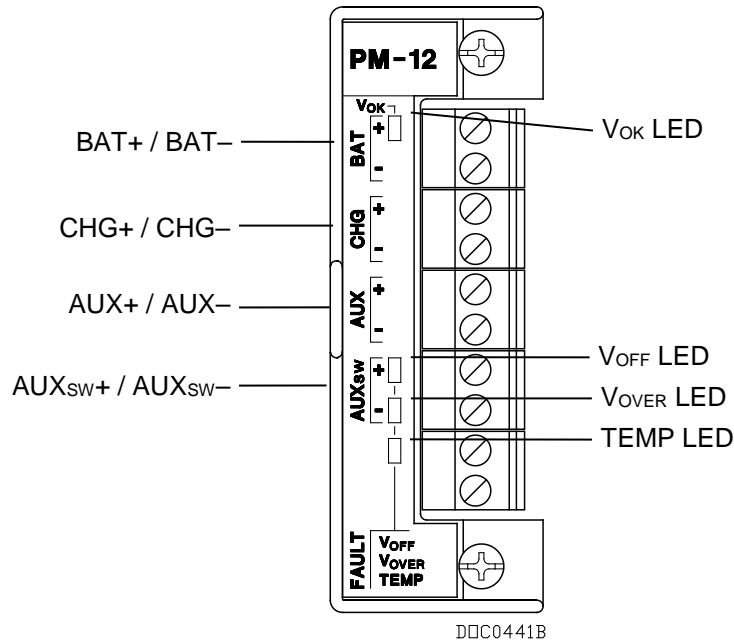 PM-12
VOK
BAT + -
CHG + -
AUX + -
AUXSW + -
FAULT
VOFF
VOVER
TEMP
BAT+ / BAT–
CHG+ / CHG–
AUX+ / AUX–
AUXSW+ / AUXSW–
VOK LED
VOFF LED
VOVER LED
TEMP LED
DOC0441B